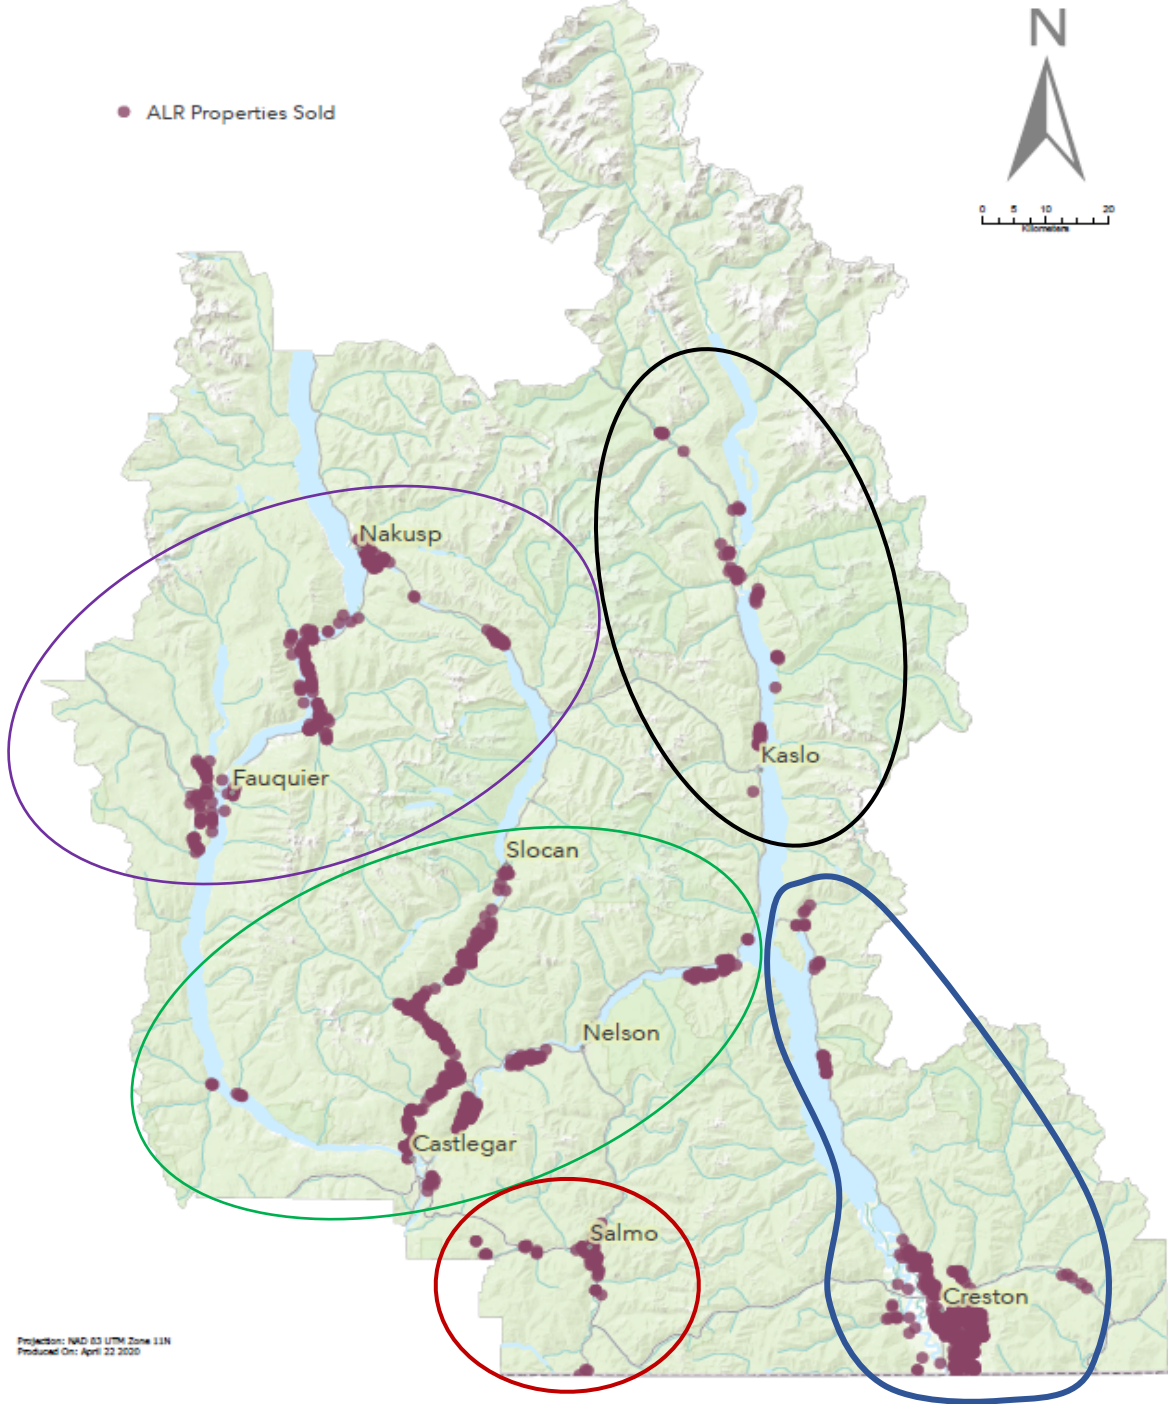 N
ALR Properties Sold
0 5 10 20
Kilometers
Nakusp
Kaslo
Fauquier
Slocan
Nelson
Castlegar
Salmo
Creston
Projection: NAD 83 UTM Zone 11N
Produced On: April 22 2020